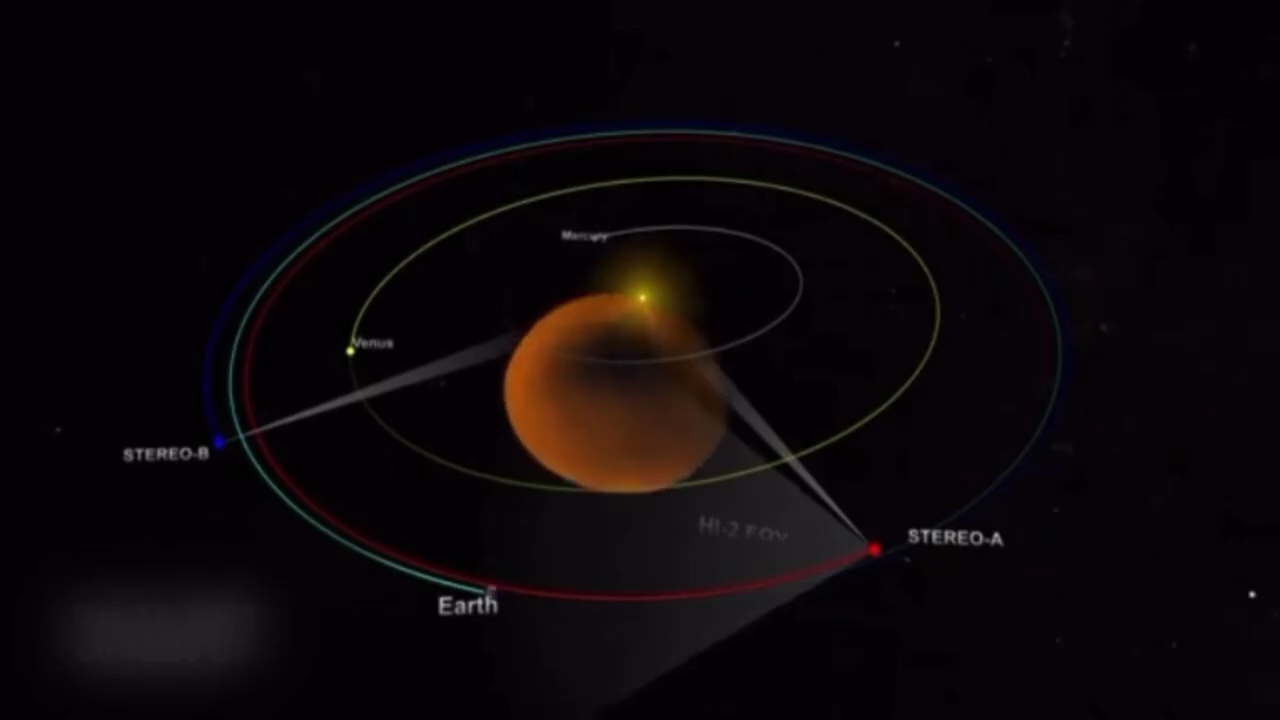 Mercury
Venus
STEREO-B
HI-2 FOV
STEREO-A
Earth